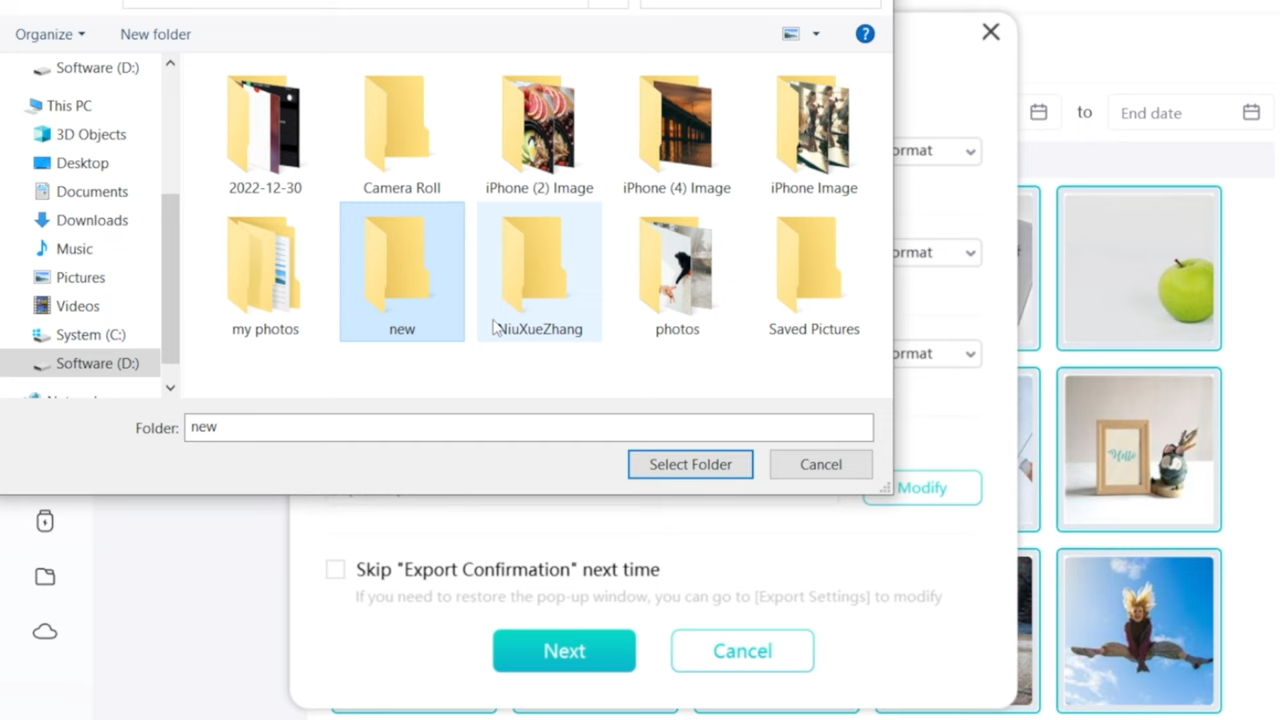 Organize
New folder
Software (D:)
This PC
3D Objects
Desktop
Documents
Downloads
Music
Pictures
Videos
System (C:)
Software (D:)
2022-12-30
Camera Roll
iPhone (2) Image
iPhone (4) Image
iPhone Image
my photos
new
NiuXueZhang
photos
Saved Pictures
Folder: new
Select Folder
Cancel
to
End date
ormat
ormat
ormat
Hello
Modify
Skip "Export Confirmation" next time
If you need to restore the pop-up window, you can go to [Export Settings] to modify
Next
Cancel